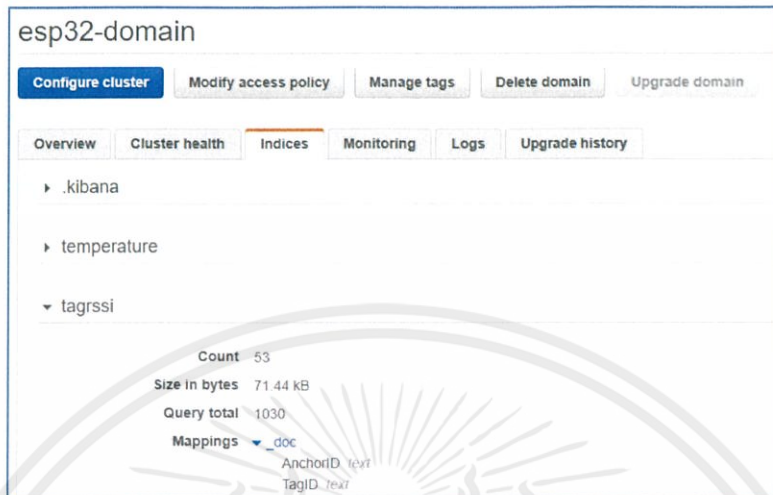 esp32-domain
Configure cluster Modify access policy Manage tags Delete domain Upgrade domain
Overview Cluster health Indices Monitoring Logs Upgrade history
.kibana
temperature
tagrssi
Count 53
Size in bytes 71.44 kB
Query total 1030
Mappings _doc
AnchorID text
TagID text